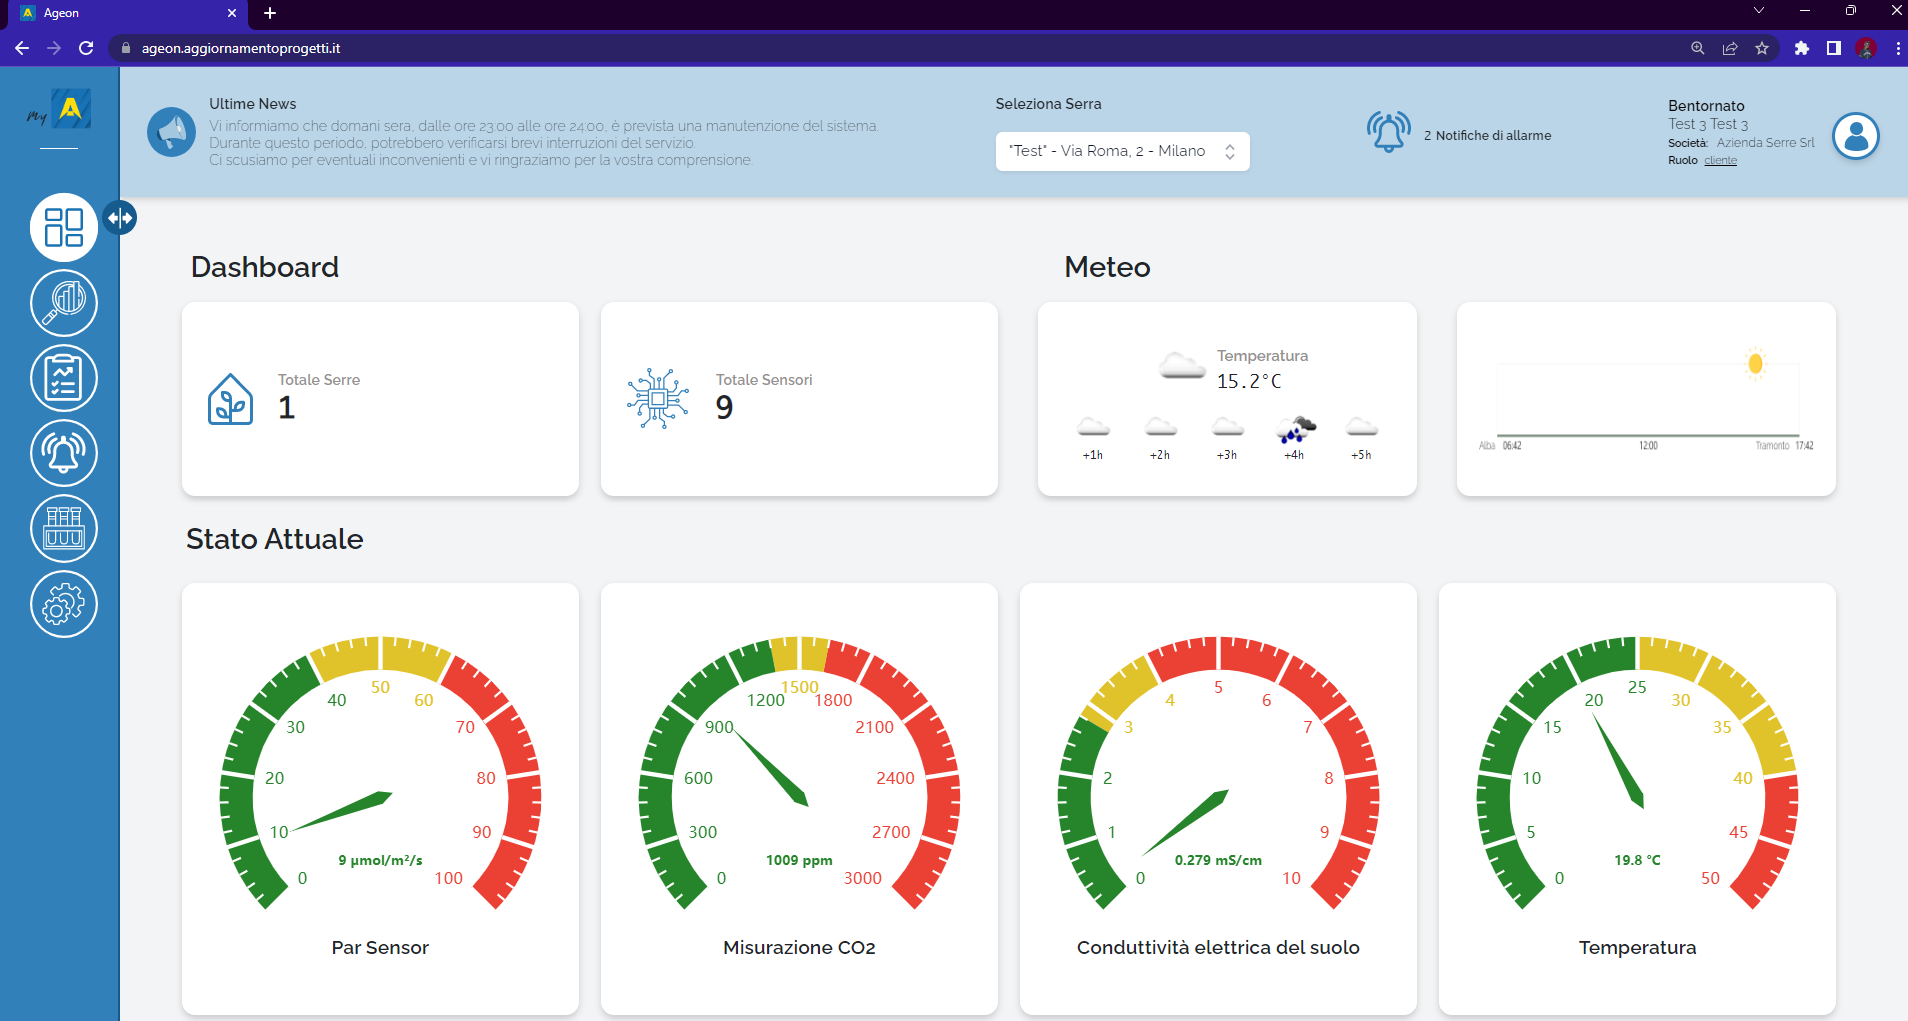 Ageon
ageon.aggiornamentoprogetti.it
my A
Ultime News
Vi informiamo che domani sera, dalle ore 23:00 alle ore 24:00, è prevista una manutenzione del sistema.
Durante questo periodo, potrebbero verificarsi brevi interruzioni del servizio.
Ci scusiamo per eventuali inconvenienti e vi ringraziamo per la vostra comprensione.
Seleziona Serra
"Test" - Via Roma, 2 - Milano
2 Notifiche di allarme
Bentornato
Test 3 Test 3
Società: Azienda Serre Srl
Ruolo cliente
Dashboard
Meteo
Totale Serre
1
Totale Sensori
9
Temperatura
15.2°C
+1h +2h +3h +4h +5h
Alba 06:42 12:00 Tramonto 17:42
Stato Attuale
0 10 20 30 40 50 60 70 80 90 100
9 µmol/m²/s
Par Sensor
0 300 600 900 1200 1500 1800 2100 2400 2700 3000
1009 ppm
Misurazione CO2
0 1 2 3 4 5 6 7 8 9 10
0.279 mS/cm
Conduttività elettrica del suolo
0 5 10 15 20 25 30 35 40 45 50
19.8 °C
Temperatura